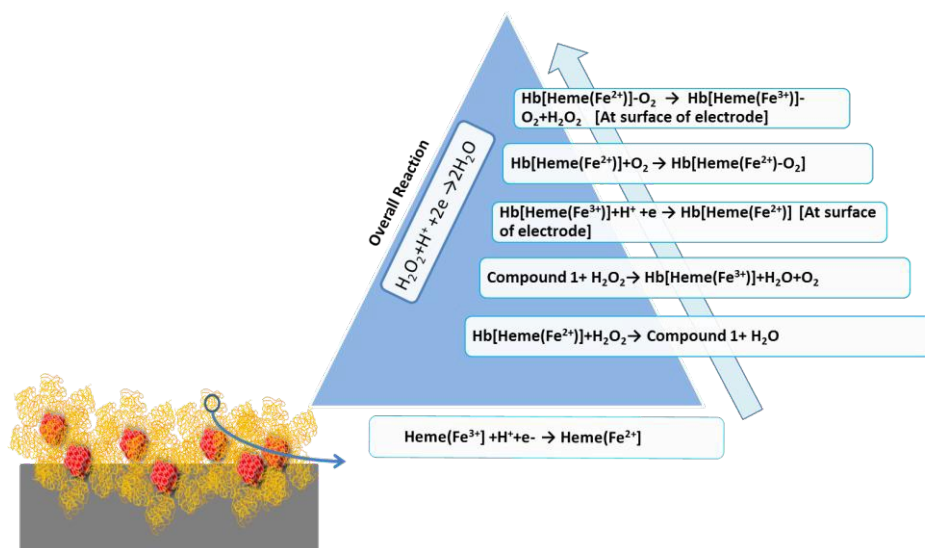 Overall Reaction
H₂O₂+H⁺ +2e →2H₂O
Hb[Heme(Fe²⁺)]-O₂ → Hb[Heme(Fe³⁺)]-
O₂+H₂O₂ [At surface of electrode]
Hb[Heme(Fe²⁺)]+O₂ → Hb[Heme(Fe²⁺)-O₂]
Hb[Heme(Fe³⁺)]+H⁺ +e → Hb[Heme(Fe²⁺)] [At surface
of electrode]
Compound 1+ H₂O₂→ Hb[Heme(Fe³⁺)]+H₂O+O₂
Hb[Heme(Fe²⁺)]+H₂O₂→ Compound 1+ H₂O
Heme(Fe³⁺] +H⁺+e- → Heme(Fe²⁺]